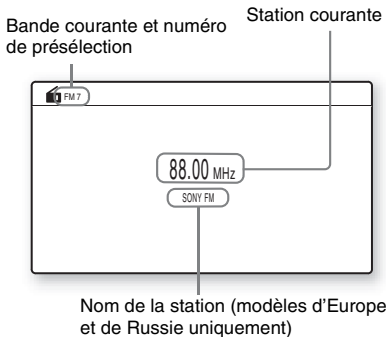 Bande courante et numéro
de présélection
Station courante
FM 7
88.00 MHz
SONY FM
Nom de la station (modèles d'Europe
et de Russie uniquement)